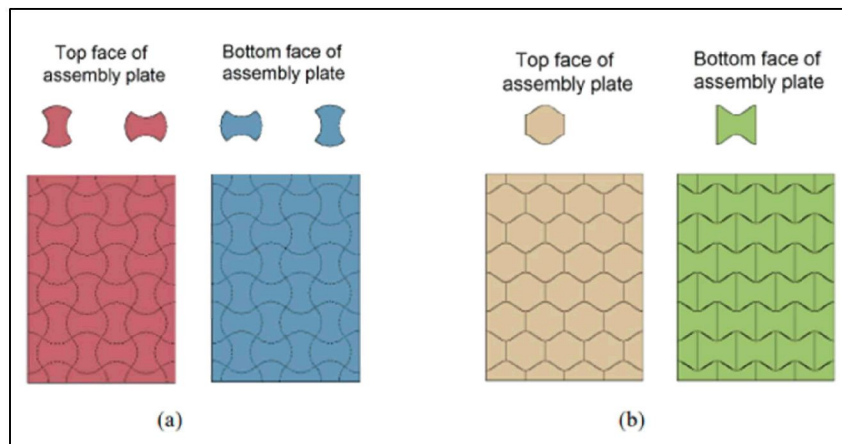 Top face of
assembly plate
Bottom face of
assembly plate
Top face of
assembly plate
Bottom face of
assembly plate
(a)
(b)